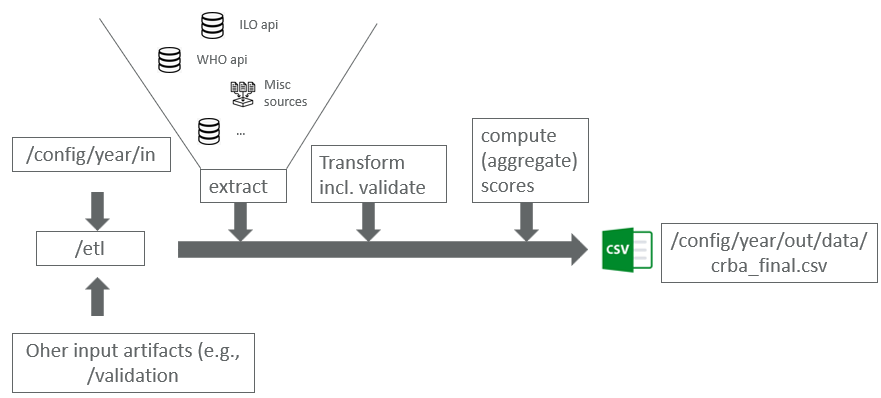 ILO api
WHO api
Misc
sources
...
/config/year/in
extract
Transform
incl. validate
compute
(aggregate)
scores
/etl
CSV
/config/year/out/data/
crba_final.csv
Oher input artifacts (e.g.,
/validation